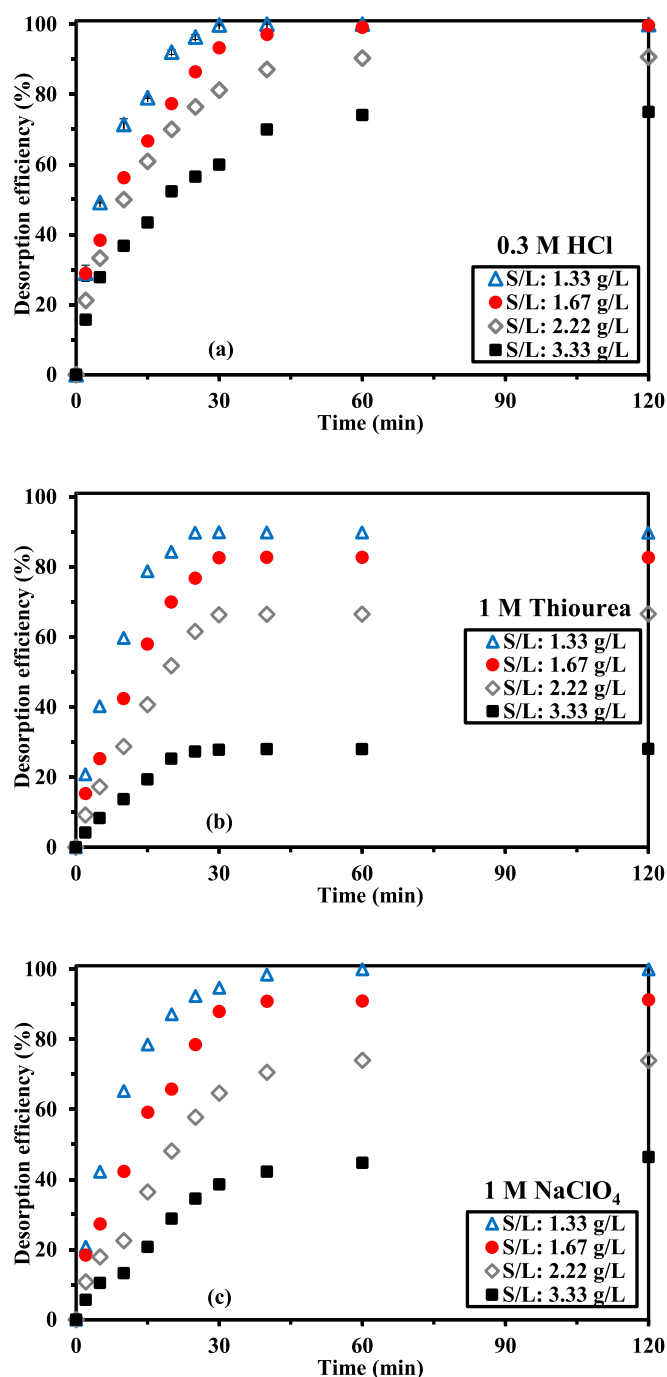 100
80
60
40
20
0
Desorption efficiency (%)
0.3 M HCl
S/L: 1.33 g/L
S/L: 1.67 g/L
S/L: 2.22 g/L
S/L: 3.33 g/L
(a)
0 30 60 90 120
Time (min)
100
80
60
40
20
0
Desorption efficiency (%)
1 M Thiourea
S/L: 1.33 g/L
S/L: 1.67 g/L
S/L: 2.22 g/L
S/L: 3.33 g/L
(b)
0 30 60 90 120
Time (min)
100
80
60
40
20
0
Desorption efficiency (%)
1 M NaClO₄
S/L: 1.33 g/L
S/L: 1.67 g/L
S/L: 2.22 g/L
S/L: 3.33 g/L
(c)
0 30 60 90 120
Time (min)